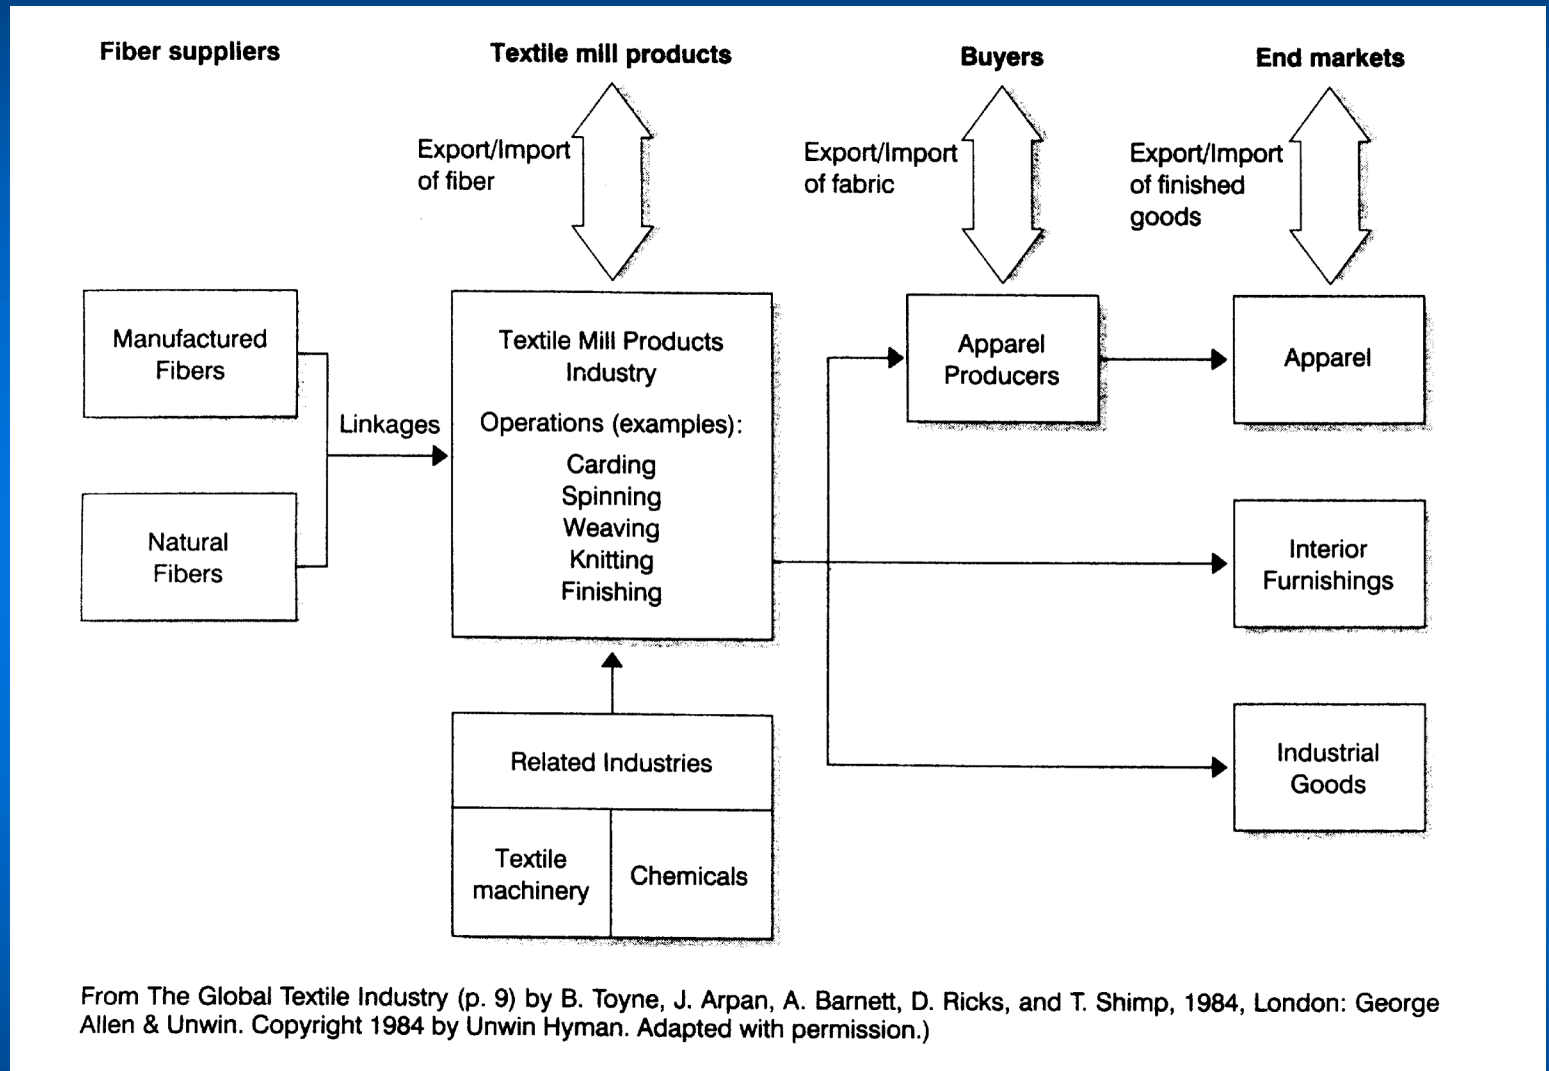 Fiber suppliers
Textile mill products
Buyers
End markets
Export/Import
of fiber
Export/Import
of fabric
Export/Import
of finished
goods
Manufactured
Fibers
Linkages
Natural
Fibers
Textile Mill Products
Industry
Operations (examples):
Carding
Spinning
Weaving
Knitting
Finishing
Apparel
Producers
Apparel
Interior
Furnishings
Industrial
Goods
Related Industries
Textile
machinery
Chemicals
From The Global Textile Industry (p. 9) by B. Toyne, J. Arpan, A. Barnett, D. Ricks, and T. Shimp, 1984, London: George
Allen & Unwin. Copyright 1984 by Unwin Hyman. Adapted with permission.)